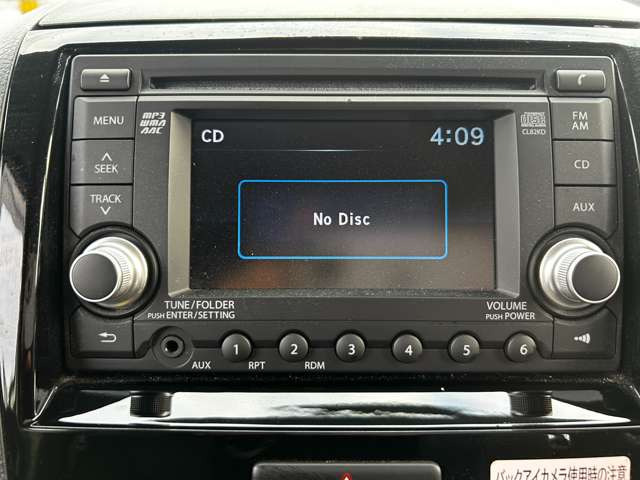 MENU
MP3
WMA
AAC
CD
4:09
DISC
CL82KD
FM
AM
SEEK
CD
No Disc
TRACK
AUX
TUNE/FOLDER
PUSH ENTER/SETTING
VOLUME
PUSH POWER
AUX
1
RPT
2
RDM
3
4
5
6
バックアイカメラ使用時の注意